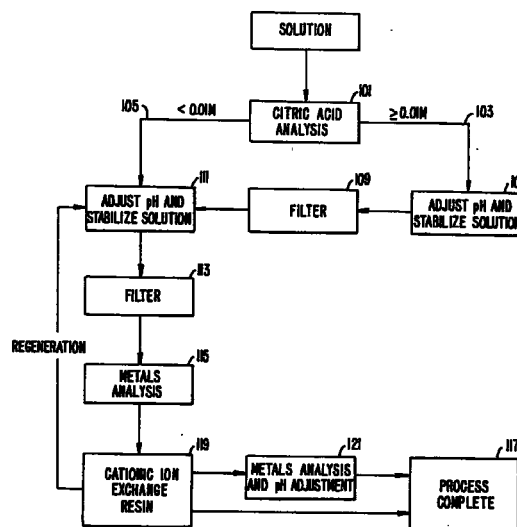 SOLUTION
101
CITRIC ACID
ANALYSIS
105
< 0.01M
≥ 0.01M
103
111
ADJUST pH AND
STABILIZE SOLUTION
109
FILTER
ADJUST pH AND
STABILIZE SOLUTION
113
FILTER
REGENERATION
115
METALS
ANALYSIS
119
CATIONIC ION
EXCHANGE
RESIN
121
METALS ANALYSIS
AND pH ADJUSTMENT
117
PROCESS
COMPLETE